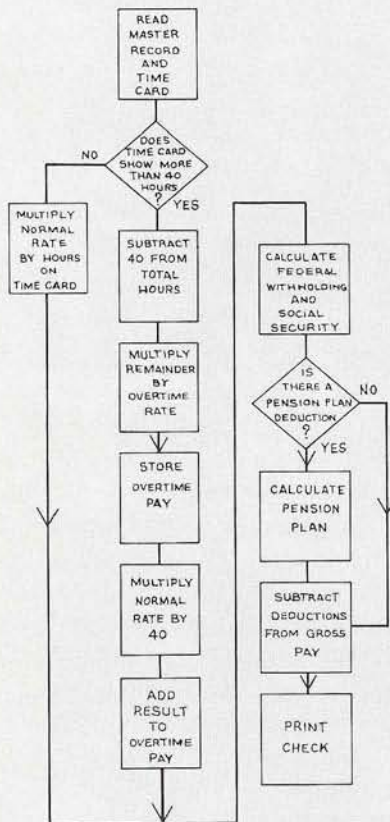 READ
MASTER
RECORD
AND
TIME
CARD
DOES
TIME CARD
SHOW MORE
THAN 40
HOURS
?
NO
YES
MULTIPLY
NORMAL
RATE
BY HOURS
ON
TIME CARD
SUBTRACT
40 FROM
TOTAL
HOURS
MULTIPLY
REMAINDER
BY OVERTIME
RATE
STORE
OVERTIME
PAY
MULTIPLY
NORMAL
RATE BY
40
ADD
RESULT
TO
OVERTIME
PAY
CALCULATE
FEDERAL
WITHHOLDING
AND
SOCIAL
SECURITY
IS
THERE A
PENSION PLAN
DEDUCTION
?
NO
YES
CALCULATE
PENSION
PLAN
SUBTRACT
DEDUCTIONS
FROM GROSS
PAY
PRINT
CHECK